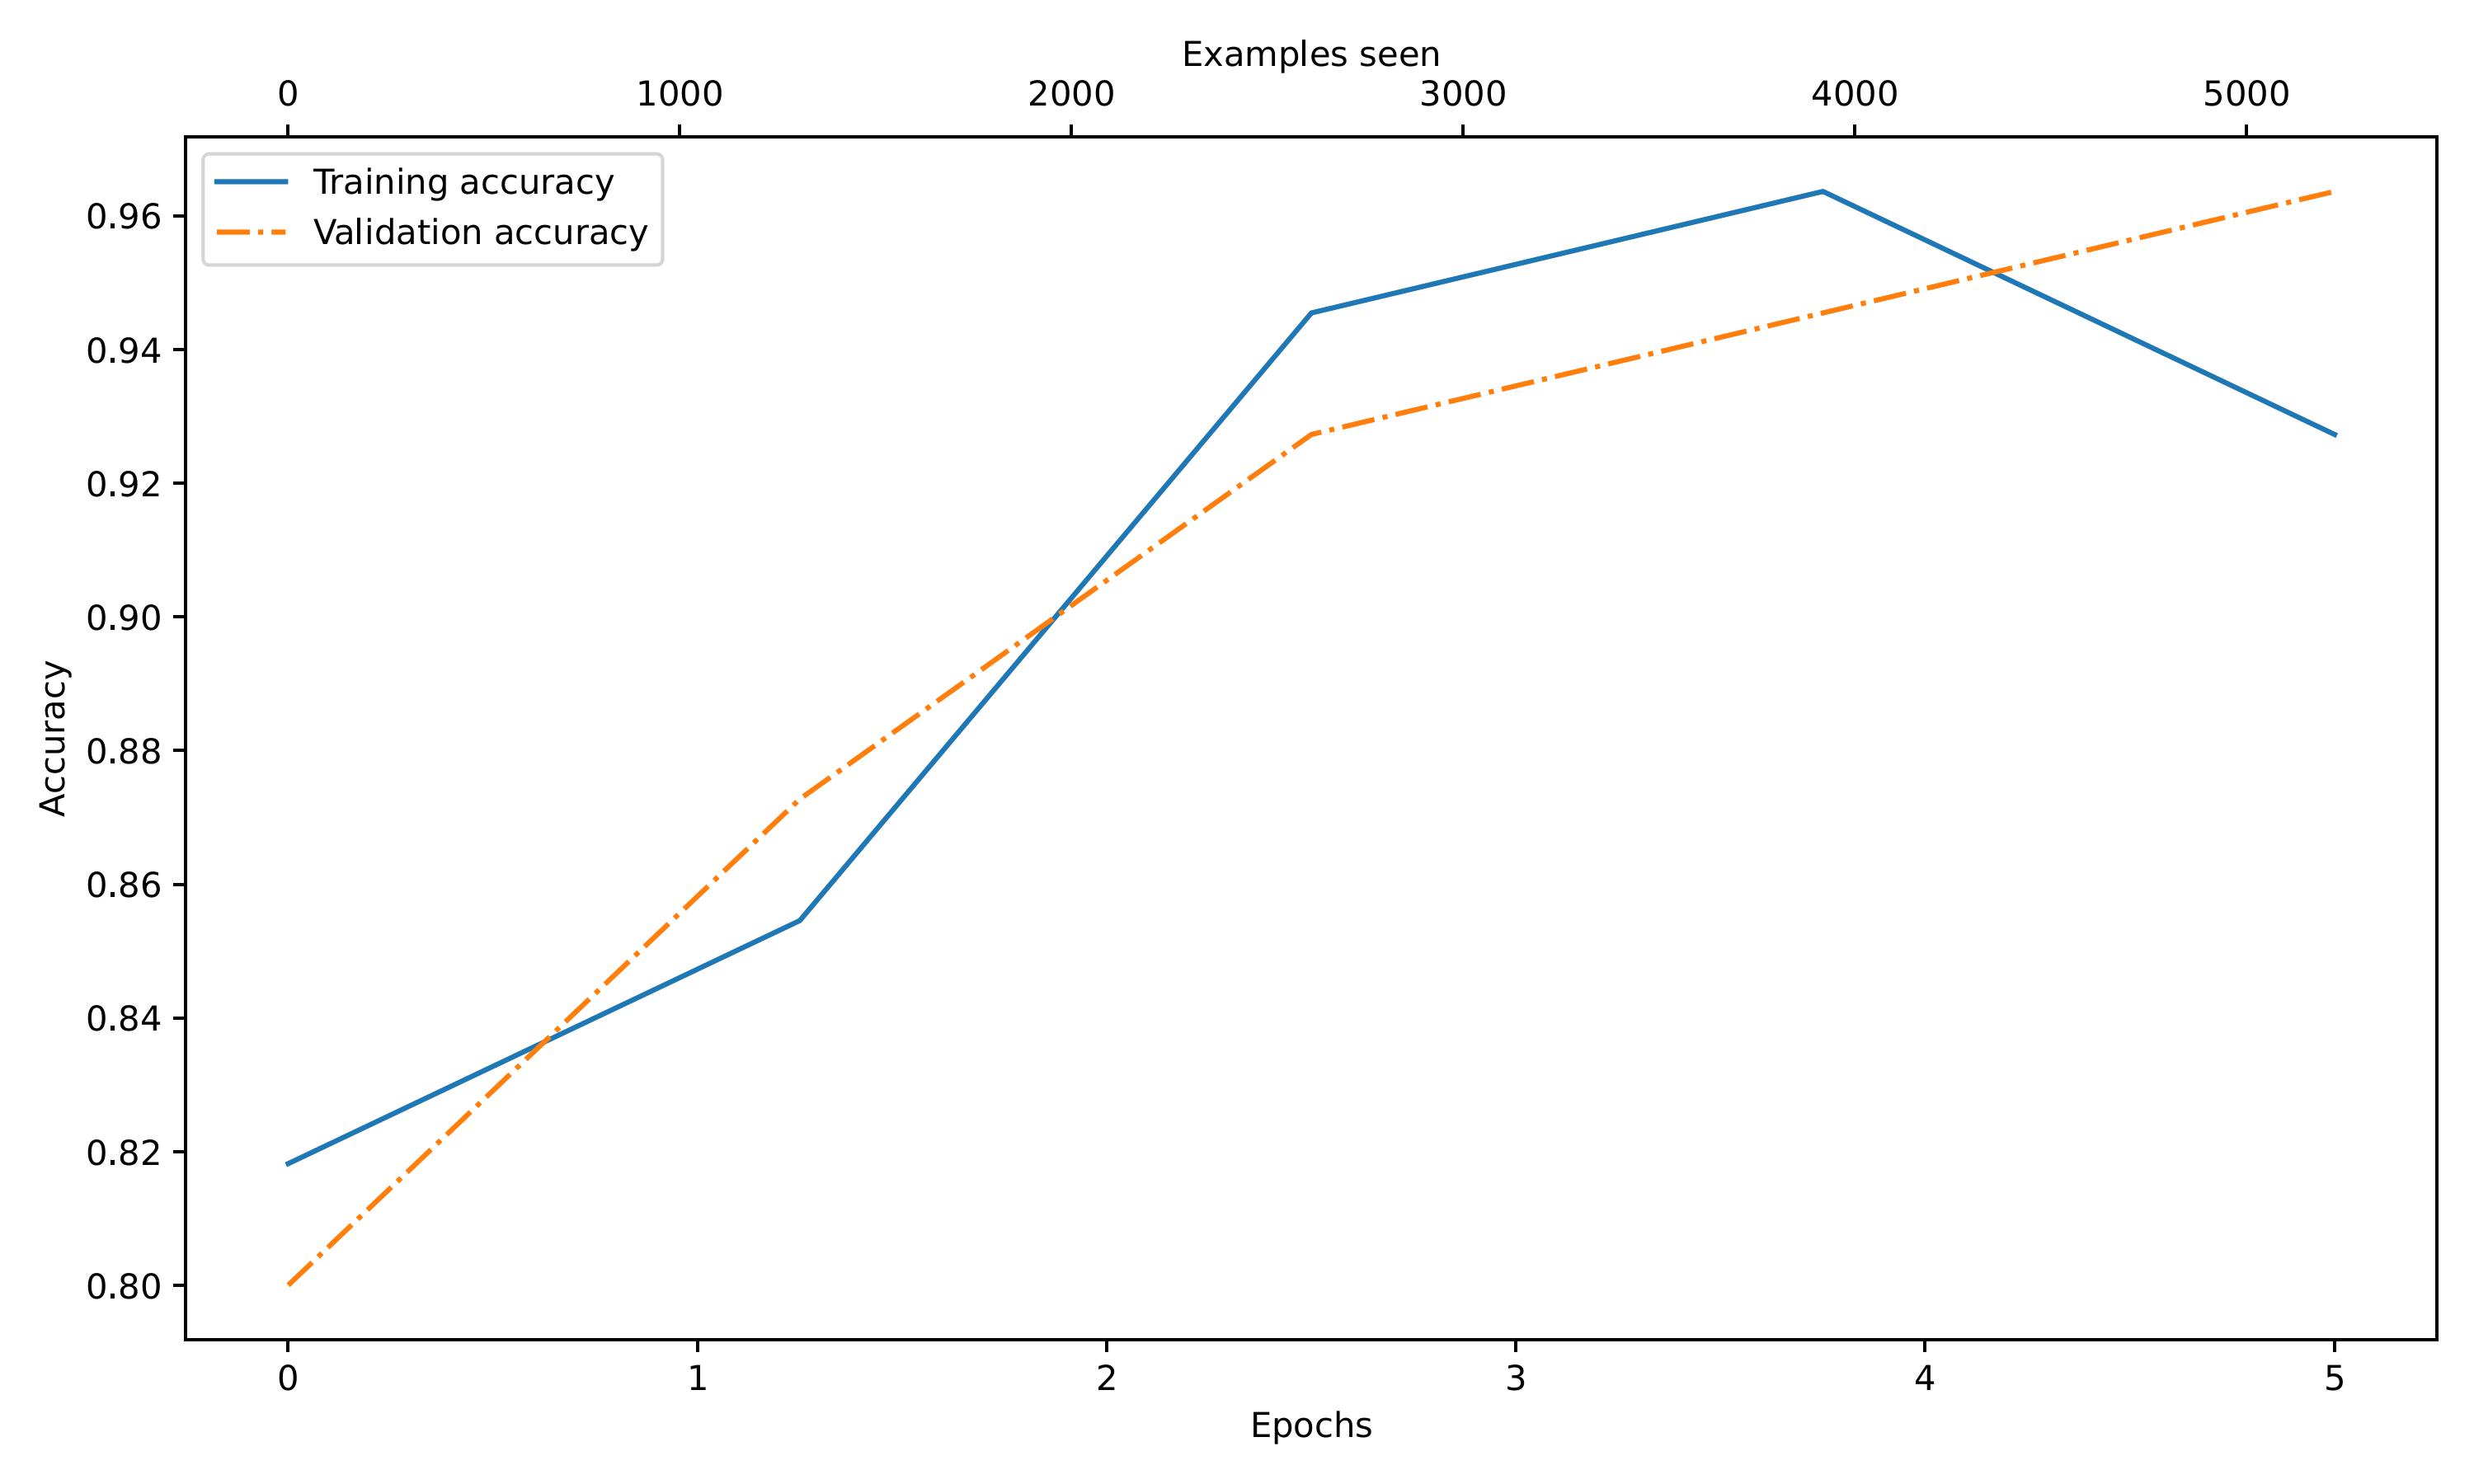 Examples seen
0 1000 2000 3000 4000 5000
Training accuracy
Validation accuracy
0.96
0.94
0.92
0.90
0.88
0.86
0.84
0.82
0.80
Accuracy
0 1 2 3 4 5
Epochs